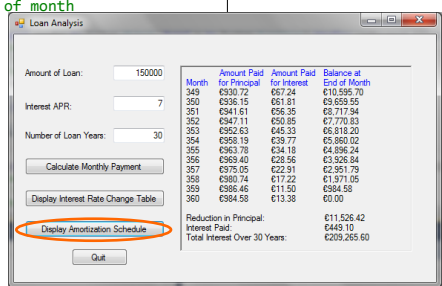 of month
Loan Analysis
Amount of Loan: 150000
Interest APR: 7
Number of Loan Years: 30
Calculate Monthly Payment
Display Interest Rate Change Table
Display Amortization Schedule
Quit
Amount Paid Amount Paid Balance at
Month for Principal for Interest End of Month
349 €930.72 €67.24 €10,595.70
350 €936.15 €61.81 €9,659.55
351 €941.61 €56.35 €8,717.94
352 €947.11 €50.85 €7,770.83
353 €952.63 €45.33 €6,818.20
354 €958.19 €39.77 €5,860.02
355 €963.78 €34.18 €4,896.24
356 €969.40 €28.56 €3,926.84
357 €975.05 €22.91 €2,951.79
358 €980.74 €17.22 €1,971.05
359 €986.46 €11.50 €984.58
360 €984.58 €13.38 €0.00
Reduction in Principal: €11,526.42
Interest Paid: €449.10
Total Interest Over 30 Years: €209,265.60